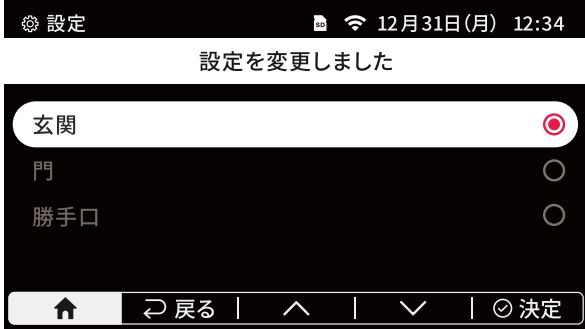 設定 SD 12月31日(月) 12:34
設定を変更しました
玄関
門
勝手口
戻る 決定